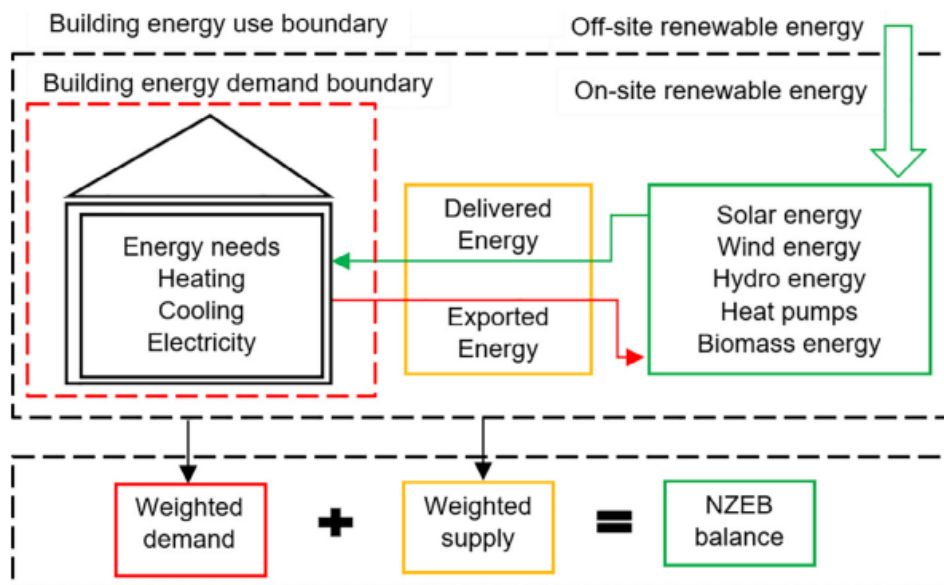 Building energy use boundary
Off-site renewable energy
Building energy demand boundary
On-site renewable energy
Energy needs
Heating
Cooling
Electricity
Delivered
Energy
Exported
Energy
Solar energy
Wind energy
Hydro energy
Heat pumps
Biomass energy
Weighted
demand
+
Weighted
supply
=
NZEB
balance